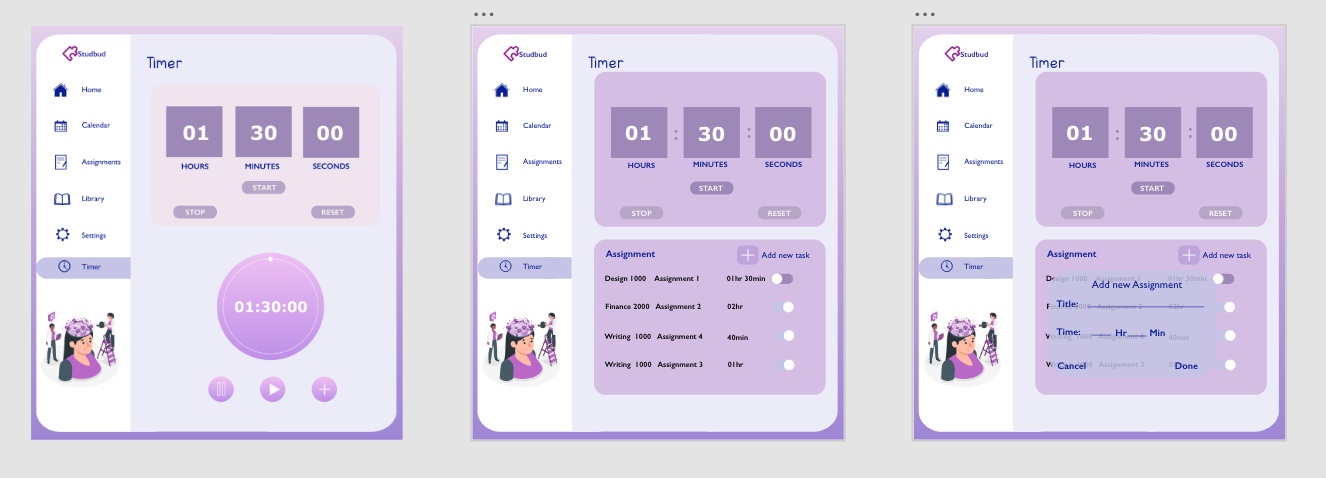 Studbud
Timer
Home
Calendar
Assignments
Library
Settings
Timer
01 30 00
HOURS MINUTES SECONDS
START
STOP RESET
01:30:00
Studbud
Timer
Home
Calendar
Assignments
Library
Settings
Timer
01 : 30 : 00
HOURS MINUTES SECONDS
START
STOP RESET
Assignment Add new task
Design 1000 Assignment 1 01hr 30min
Finance 2000 Assignment 2 02hr
Writing 1000 Assignment 4 40min
Writing 1000 Assignment 3 01hr
Studbud
Timer
Home
Calendar
Assignments
Library
Settings
Timer
01 : 30 : 00
HOURS MINUTES SECONDS
START
STOP RESET
Assignment Add new task
Design 1000 Assignment 1 01hr 30min
Add new Assignment
Title:
Time: Hr Min
40min
Cancel Done